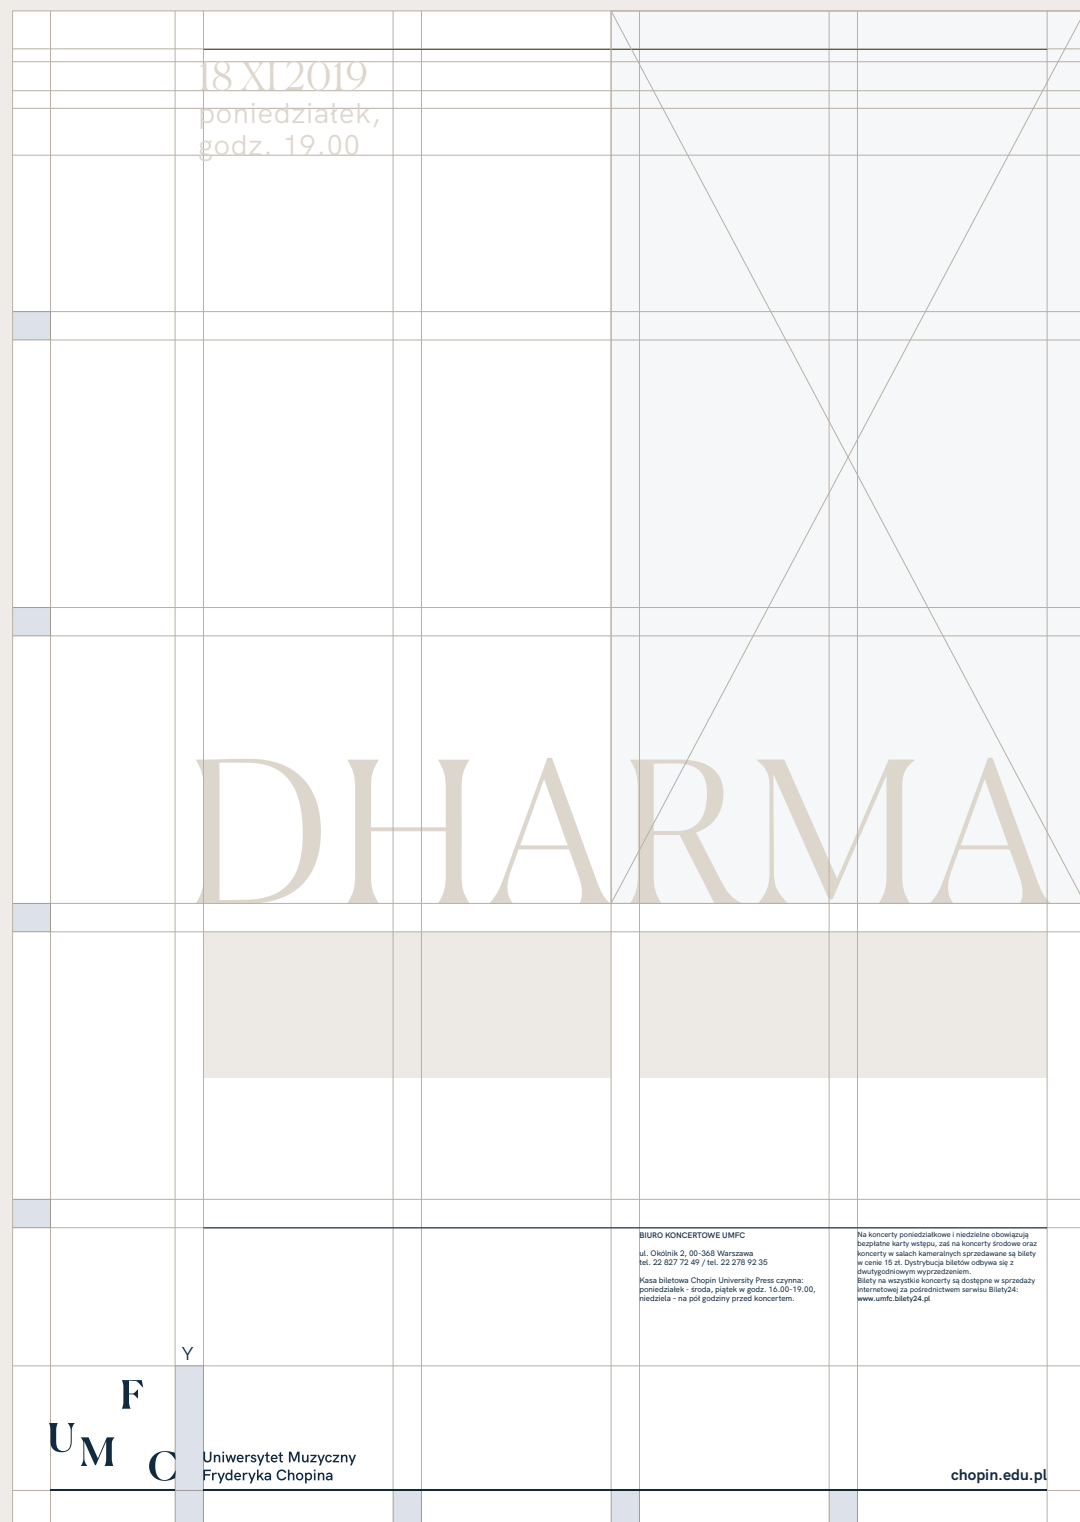 18 XI 2019
poniedziałek,
godz. 19.00
DHARMA
BIURO KONCERTOWE UMFC
ul. Okólnik 2, 00-368 Warszawa
tel. 22 827 72 49 / tel. 22 278 92 35
Kasa biletowa Chopin University Press czynna:
poniedziałek - środa, piątek w godz. 16.00-19.00,
niedziela – na pół godziny przed koncertem.
Na koncerty poniedziałkowe i niedzielne obowiązują
bezpłatne karty wstępu, zaś na koncerty środowe oraz
koncerty w salach kameralnych sprzedawane są bilety
w cenie 15 zł. Dystrybucja biletów odbywa się z
dwutygodniowym wyprzedzeniem.
Bilety na wszystkie koncerty są dostępne w sprzedaży
internetowej za pośrednictwem serwisu Bilety24:
www.umfc.bilety24.pl
Y
F
U
M
C
Uniwersytet Muzyczny
Fryderyka Chopina
chopin.edu.pl